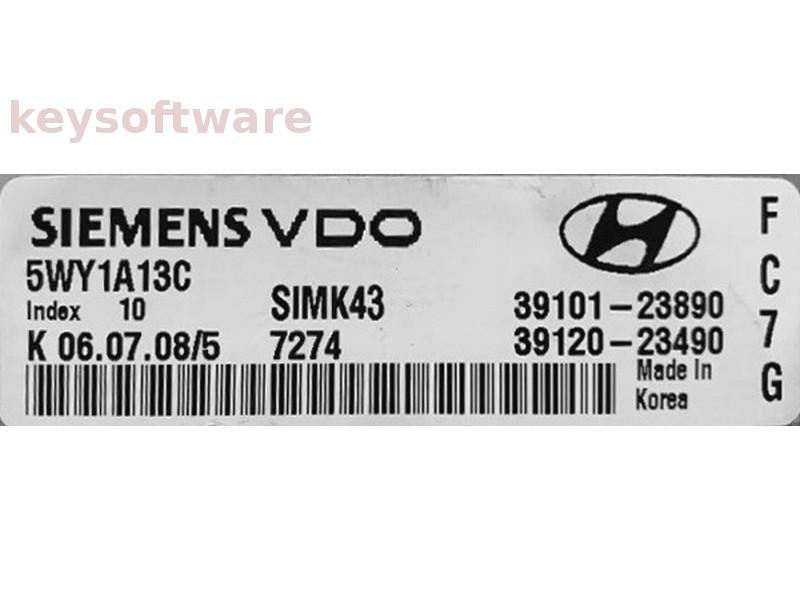 keysoftware
SIEMENS VDO
5WY1A13C
Index 10
SIMK43
39101-23890
K 06.07.08/5 7274
39120-23490
Made In
Korea
F
C
7
G